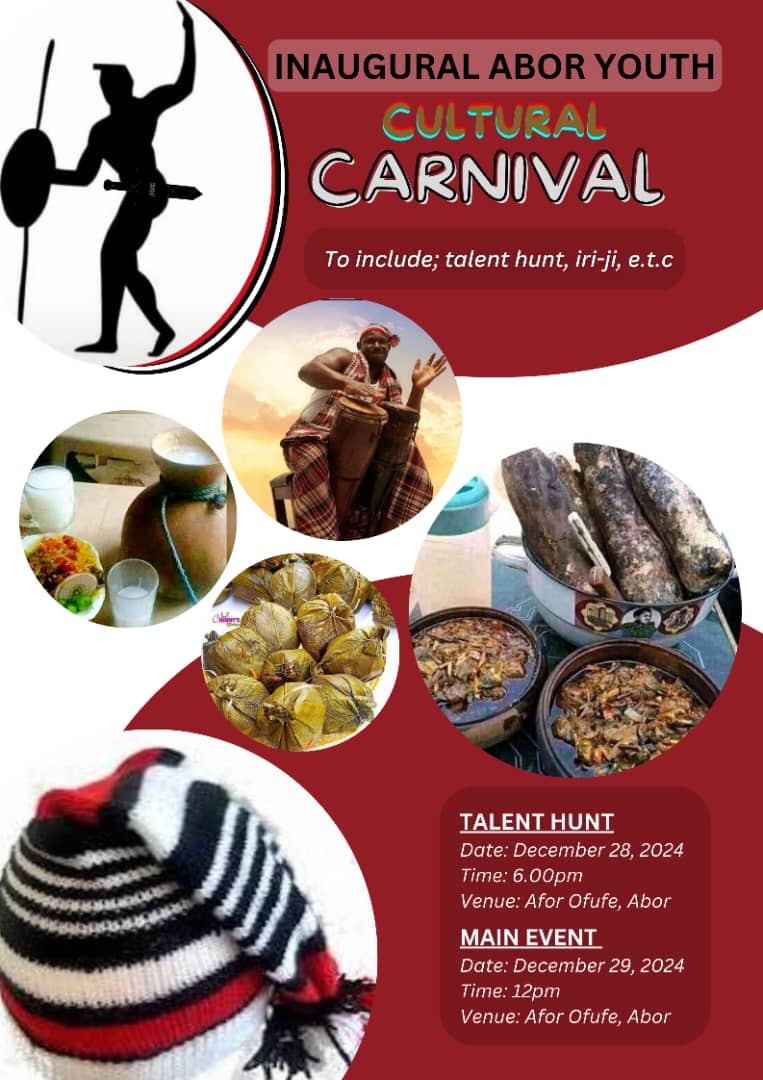 INAUGURAL ABOR YOUTH
CULTURAL
CARNIVAL
To include; talent hunt, iri-ji, e.t.c
TALENT HUNT
Date: December 28, 2024
Time: 6.00pm
Venue: Afor Ofufe, Abor
MAIN EVENT
Date: December 29, 2024
Time: 12pm
Venue: Afor Ofufe, Abor